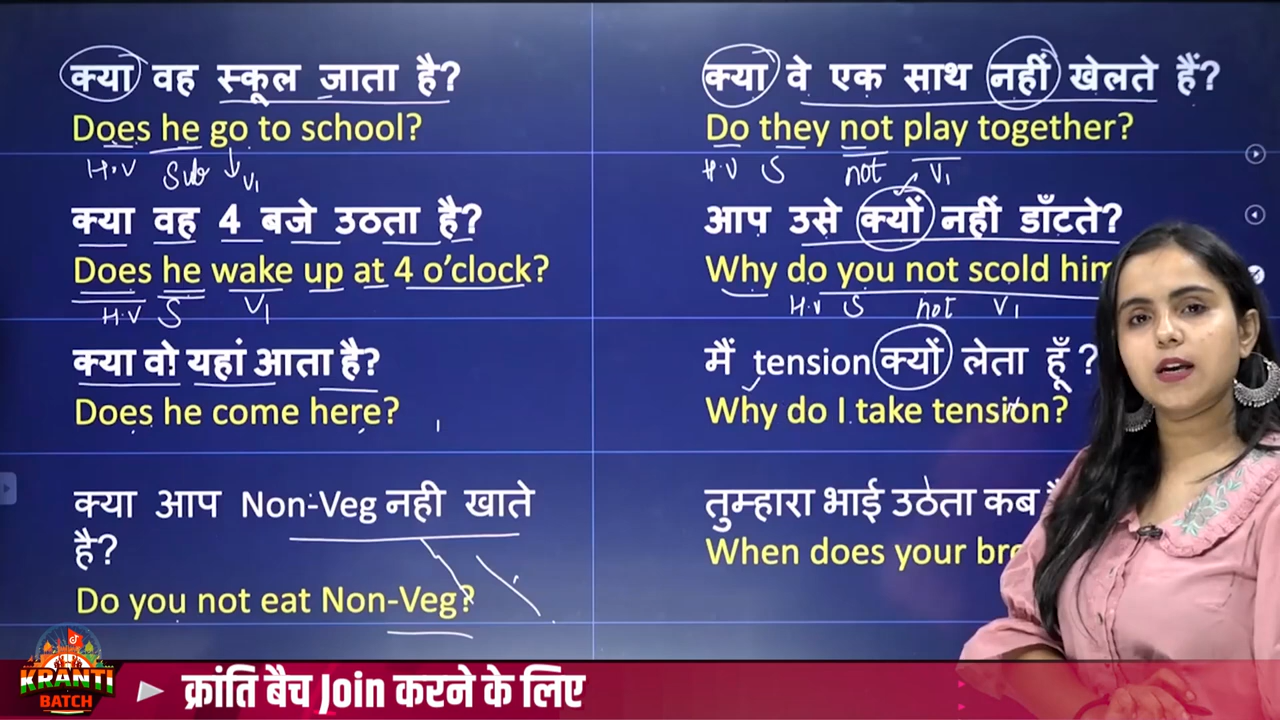 क्या वह स्कूल जाता है?
Does he go to school?
H.V Sub V1
क्या वह 4 बजे उठता है?
Does he wake up at 4 o'clock?
H.V S V1
क्या वो यहां आता है?
Does he come here?
क्या आप Non-Veg नही खाते
है?
Do you not eat Non-Veg?
क्या वे एक साथ नहीं खेलते हैं?
Do they not play together?
H.V S not V1
आप उसे क्यों नहीं डाँटते?
Why do you not scold him
H.V S not V1
मैं tension क्यों लेता हूँ ?
Why do I take tension?
तुम्हारा भाई उठता कब
When does your
KRANTI
BATCH
क्रांति बैच Join करने के लिए